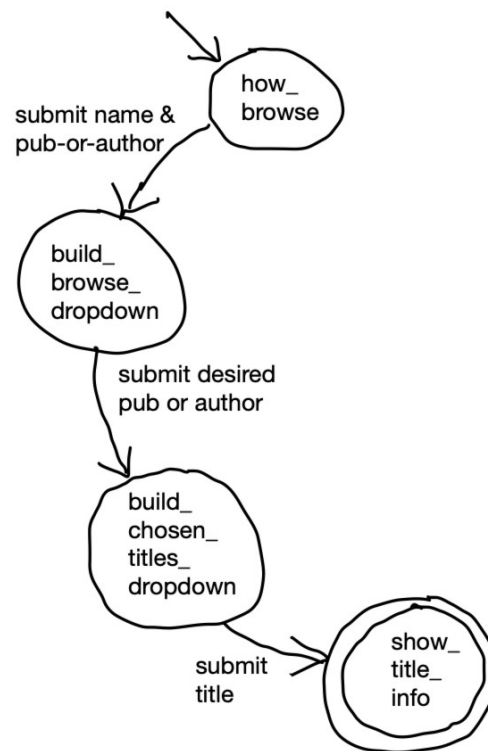 how_
browse
submit name &
pub-or-author
build_
browse_
dropdown
submit desired
pub or author
build_
chosen_
titles_
dropdown
submit
title
show_
title_
info